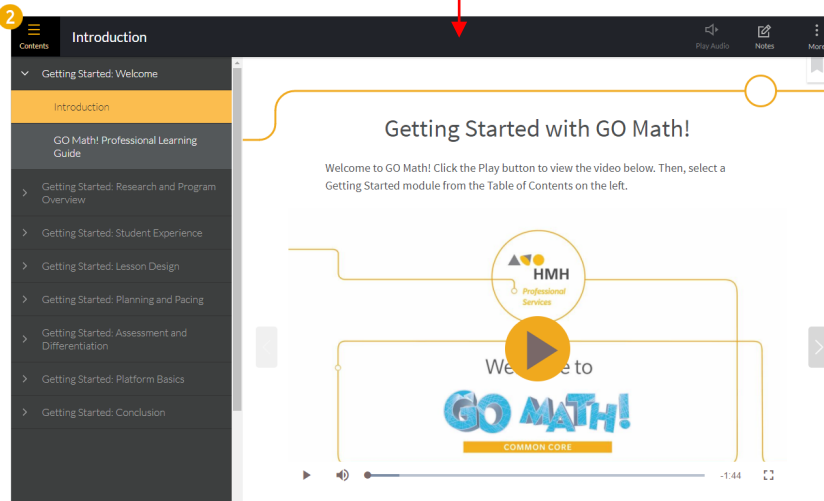 2
Contents
Introduction
Play Audio
Notes
More
Getting Started: Welcome
Introduction
GO Math! Professional Learning
Guide
Getting Started: Research and Program
Overview
Getting Started: Student Experience
Getting Started: Lesson Design
Getting Started: Planning and Pacing
Getting Started: Assessment and
Differentiation
Getting Started: Platform Basics
Getting Started: Conclusion
Getting Started with GO Math!
Welcome to GO Math! Click the Play button to view the video below. Then, select a
Getting Started module from the Table of Contents on the left.
HMH
Professional
Services
We e to
GO MATH!
COMMON CORE
-1:44